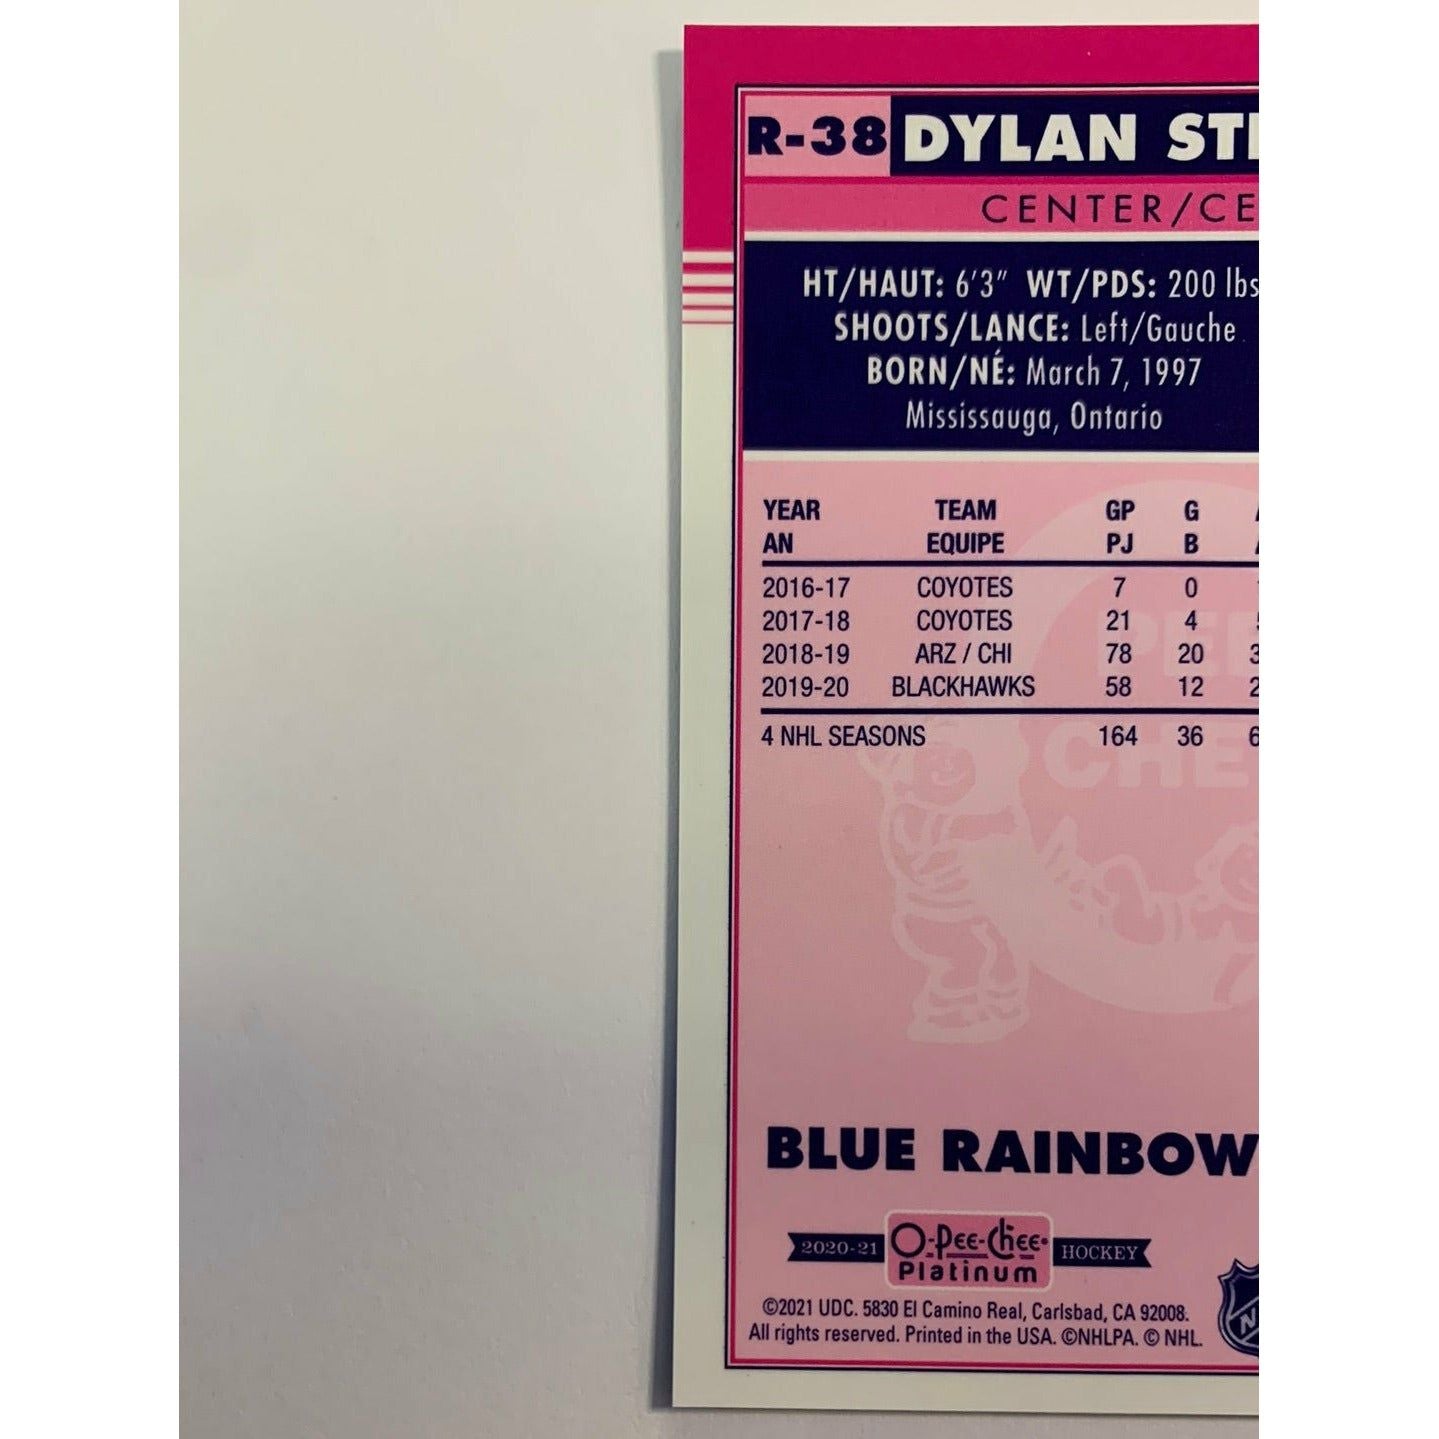 R-38 DYLAN
CENTER/CE
HT/HAUT: 6'3" WT/PDS: 200 lbs
SHOOTS/LANCE: Left/Gauche
BORN/NÉ: March 7, 1997
Mississauga, Ontario
YEAR TEAM GP G
AN EQUIPE PJ B
2016-17 COYOTES 7 0
2017-18 COYOTES 21 4
2018-19 ARZ / CHI 78 20
2019-20 BLACKHAWKS 58 12
4 NHL SEASONS 164 36
BLUE RAINBOW
2020-21 O-Pee-Chee HOCKEY
Platinum
©2021 UDC. 5830 El Camino Real, Carlsbad, CA 92008.
All rights reserved. Printed in the USA. ©NHLPA. © NHL.